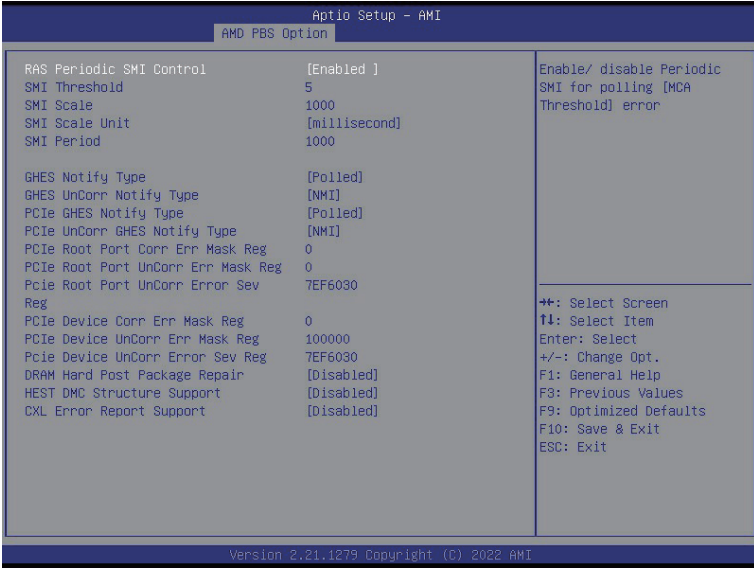 Aptio Setup – AMI
AMD PBS Option
RAS Periodic SMI Control [Enabled ]
SMI Threshold 5
SMI Scale 1000
SMI Scale Unit [millisecond]
SMI Period 1000
GHES Notify Type [Polled]
GHES UnCorr Notify Type [NMI]
PCIe GHES Notify Type [Polled]
PCIe UnCorr GHES Notify Type [NMI]
PCIe Root Port Corr Err Mask Reg 0
PCIe Root Port UnCorr Err Mask Reg 0
Pcie Root Port UnCorr Error Sev 7EF6030
Reg
PCIe Device Corr Err Mask Reg 0
PCIe Device UnCorr Err Mask Reg 100000
Pcie Device UnCorr Error Sev Reg 7EF6030
DRAM Hard Post Package Repair [Disabled]
HEST DMC Structure Support [Disabled]
CXL Error Report Support [Disabled]
Enable/ disable Periodic
SMI for polling [MCA
Threshold] error
→←: Select Screen
↑↓: Select Item
Enter: Select
+/-: Change Opt.
F1: General Help
F3: Previous Values
F9: Optimized Defaults
F10: Save & Exit
ESC: Exit
Version 2.21.1279 Copyright (C) 2022 AMI